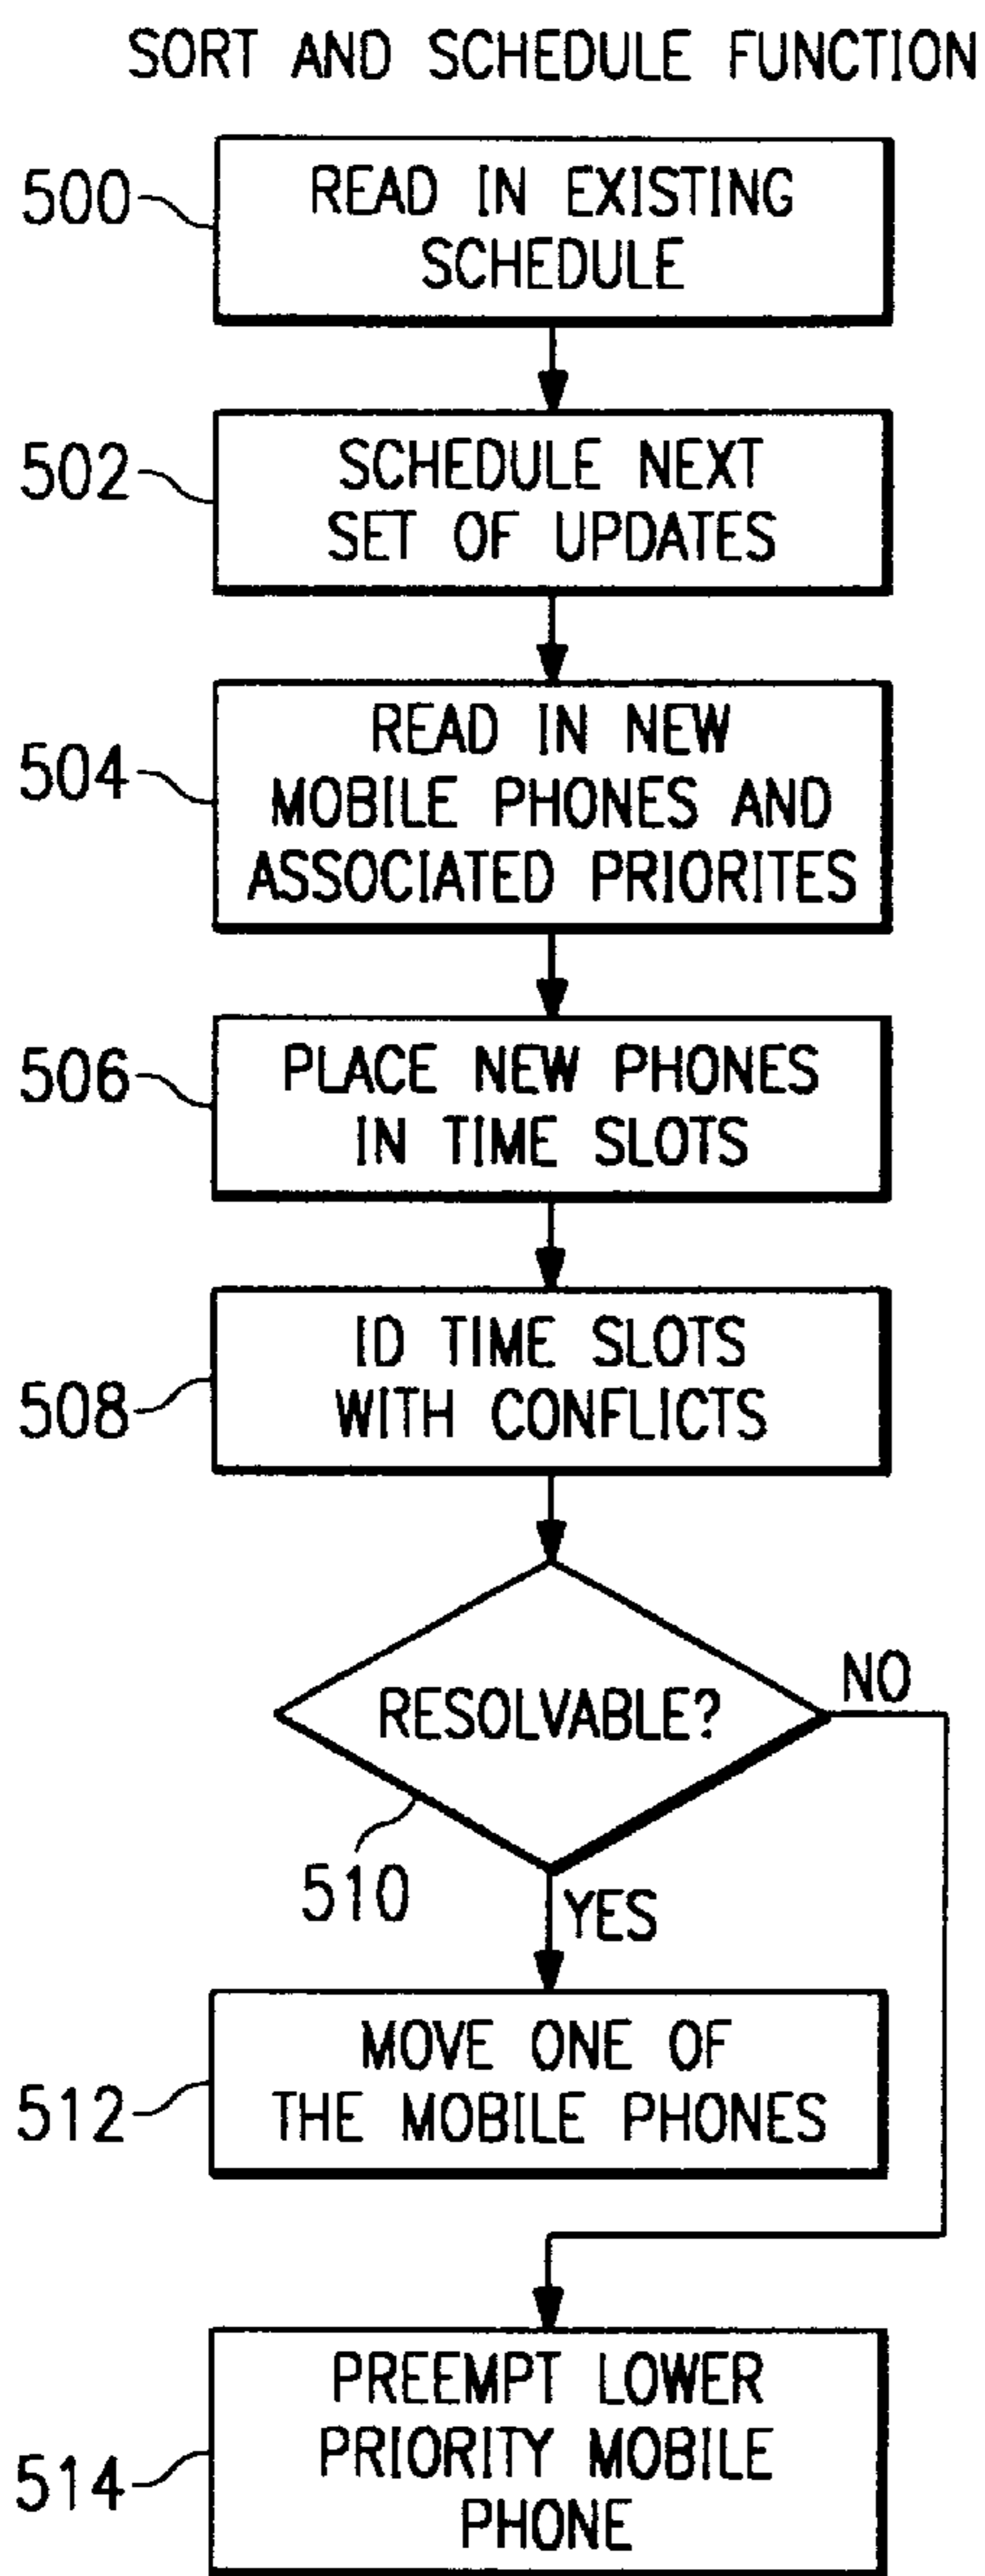 SORT AND SCHEDULE FUNCTION
500
READ IN EXISTING
SCHEDULE
502
SCHEDULE NEXT
SET OF UPDATES
504
READ IN NEW
MOBILE PHONES AND
ASSOCIATED PRIORITES
506
PLACE NEW PHONES
IN TIME SLOTS
508
ID TIME SLOTS
WITH CONFLICTS
RESOLVABLE?
NO
510
YES
512
MOVE ONE OF
THE MOBILE PHONES
514
PREEMPT LOWER
PRIORITY MOBILE
PHONE